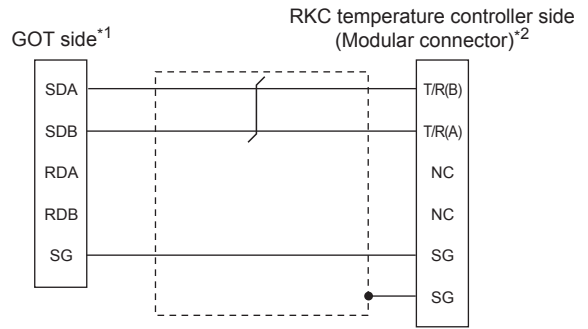 RKC temperature controller side
(Modular connector)*2
GOT side*1
SDA
T/R(B)
SDB
T/R(A)
RDA
NC
RDB
NC
SG
SG
SG